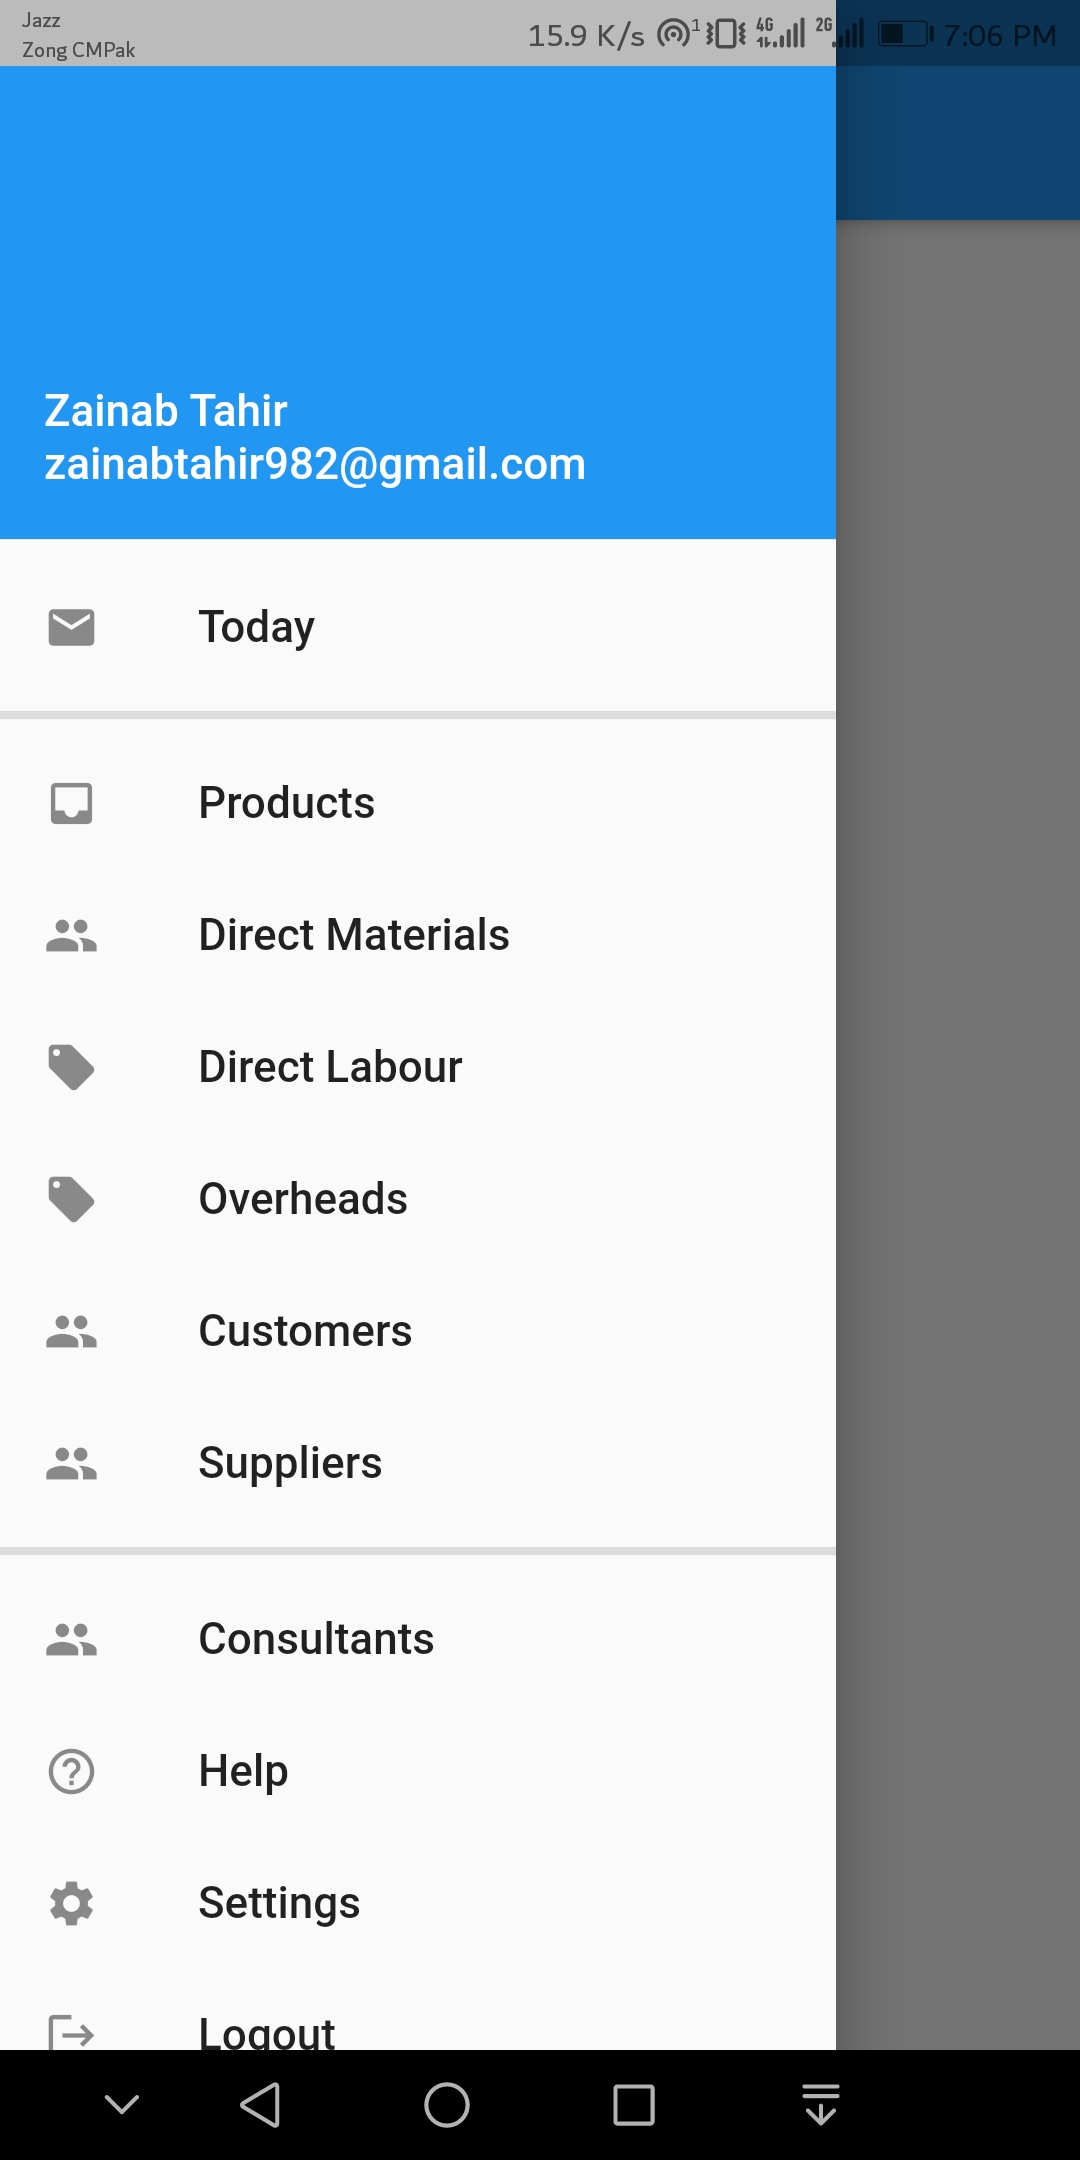 Jazz
Zong CMPak
15.9 K/s 1 4G 2G 7:06 PM
Zainab Tahir
zainabtahir982@gmail.com
Today
Products
Direct Materials
Direct Labour
Overheads
Customers
Suppliers
Consultants
Help
Settings
Logout